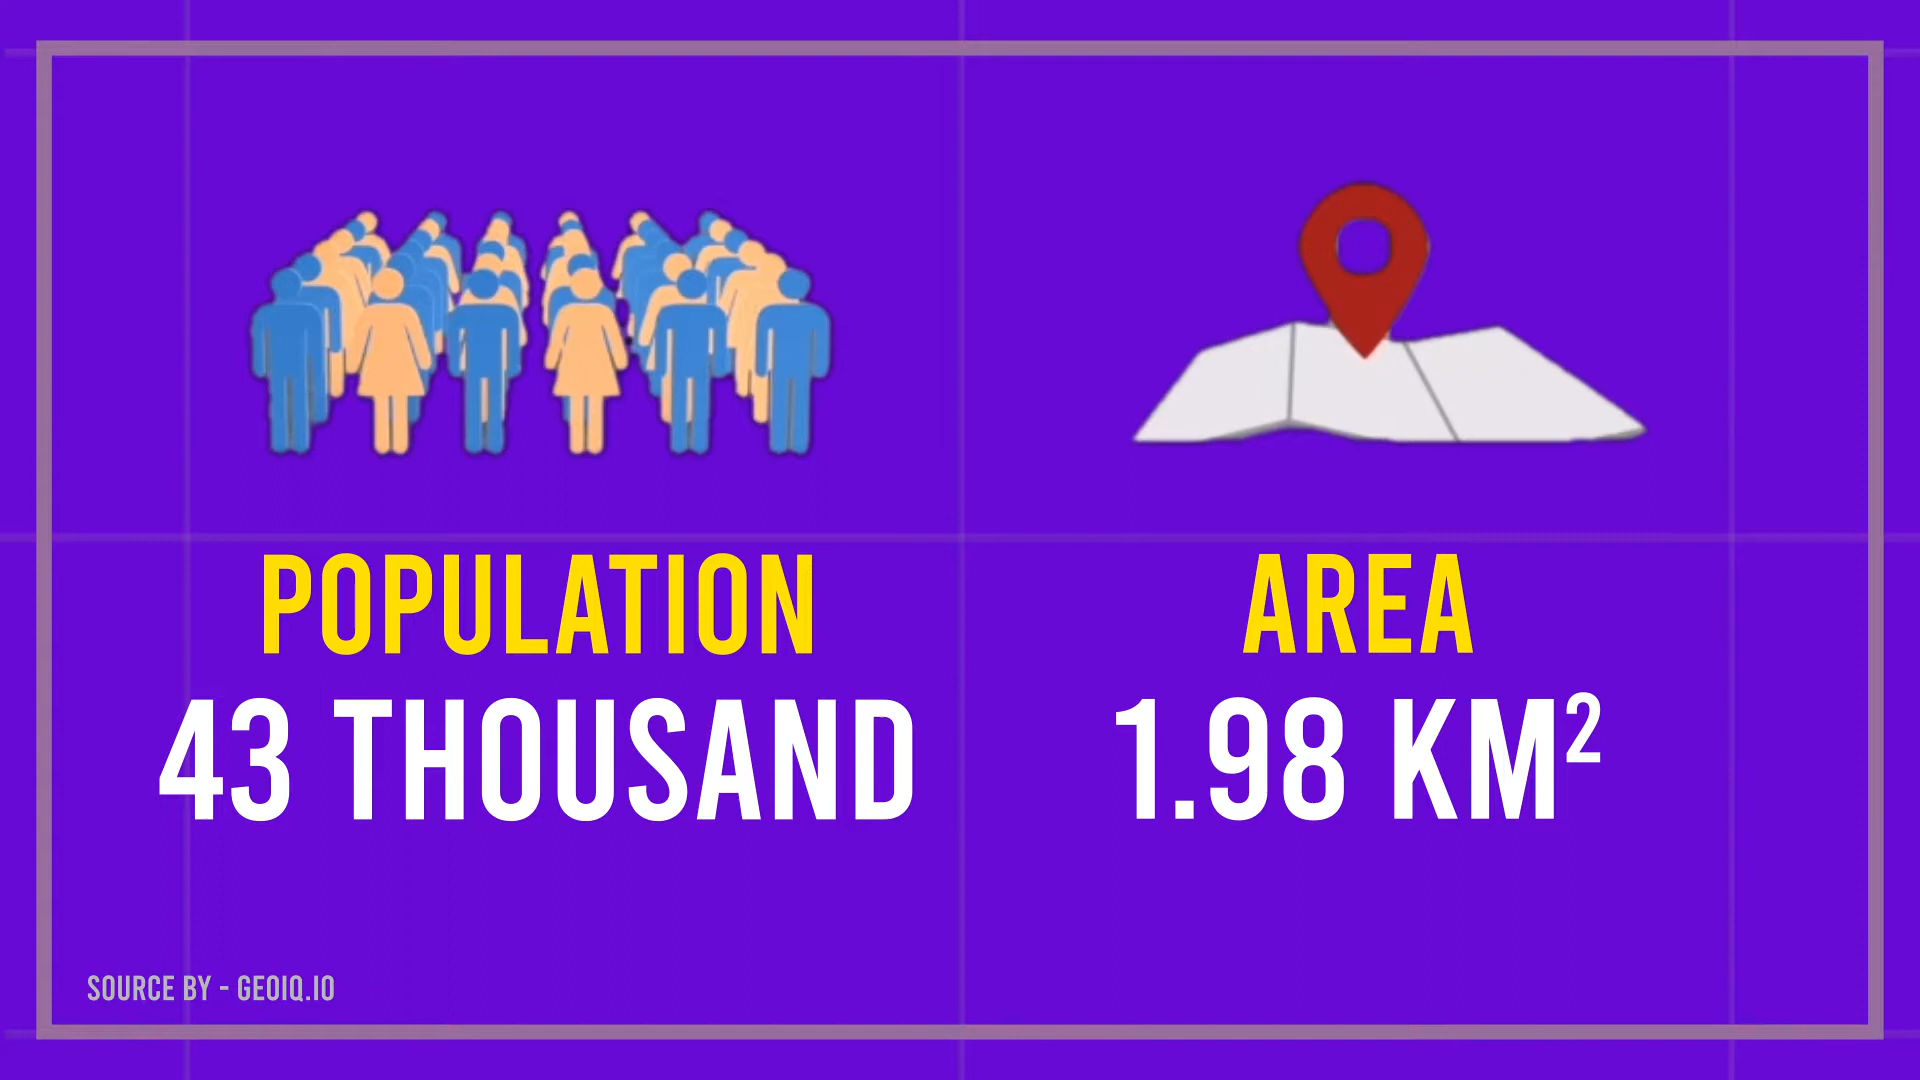 POPULATION
43 THOUSAND
AREA
1.98 KM²
SOURCE BY - GEOIQ.IO